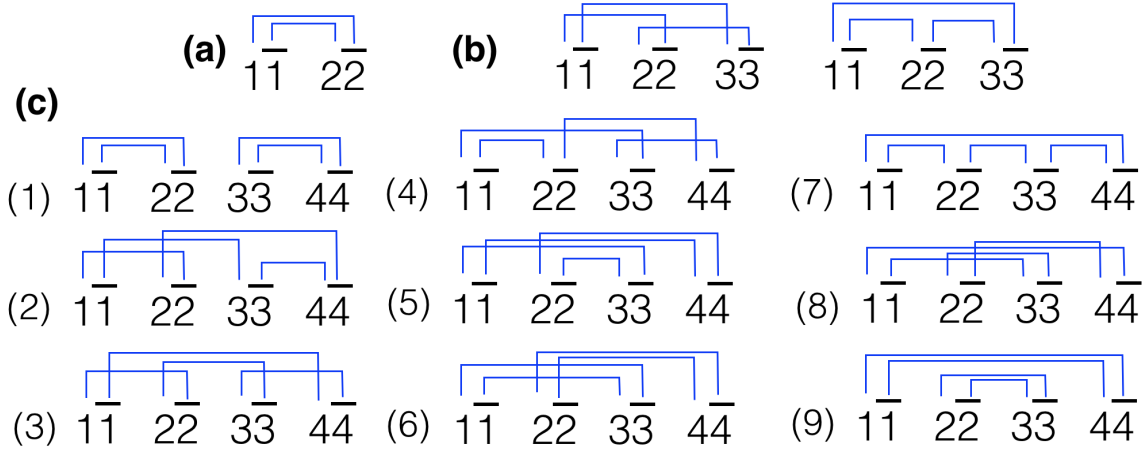 (a) 11̅ 22̅ (b) 11̅ 22̅ 33̅ 11̅ 22̅ 33̅
(c)
(1) 11̅ 22̅ 33̅ 44̅ (4) 11̅ 22̅ 33̅ 44̅ (7) 11̅ 22̅ 33̅ 44̅
(2) 11̅ 22̅ 33̅ 44̅ (5) 11̅ 22̅ 33̅ 44̅ (8) 11̅ 22̅ 33̅ 44̅
(3) 11̅ 22̅ 33̅ 44̅ (6) 11̅ 22̅ 33̅ 44̅ (9) 11̅ 22̅ 33̅ 44̅